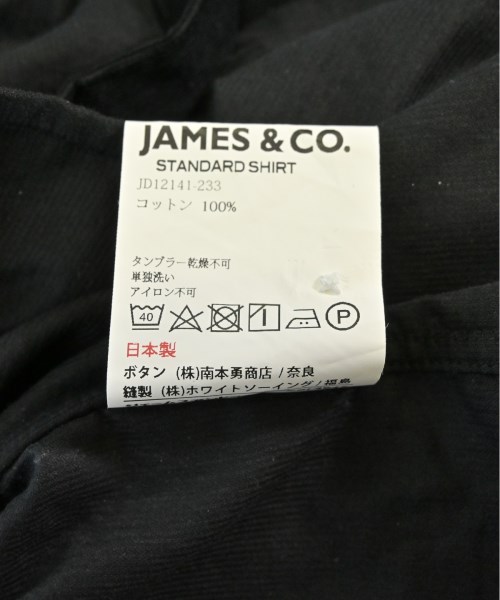 JAMES & CO.
STANDARD SHIRT
JD12141-233
コットン 100%
タンブラー乾燥不可
単独洗い
アイロン不可
40 P
日本製
ボタン (株)南本勇商店/奈良
縫製 (株)ホワイトソーイング/福島